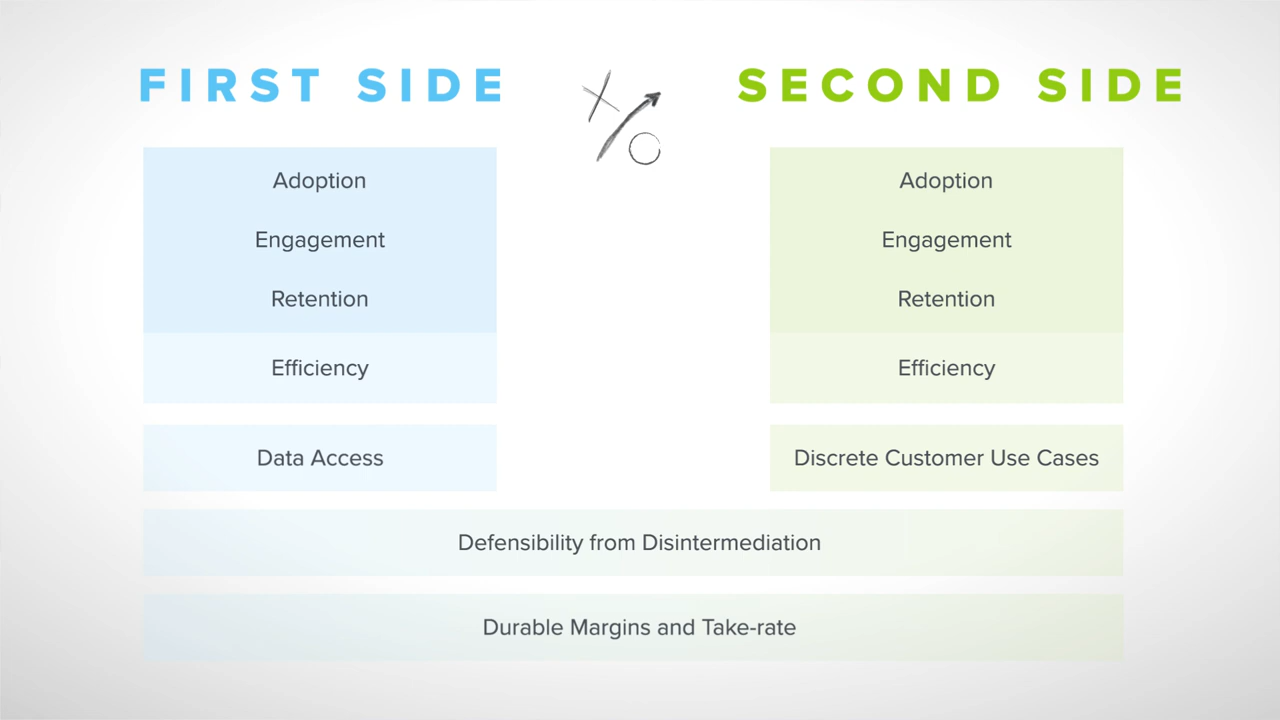 FIRST SIDE
SECOND SIDE
Adoption
Engagement
Retention
Efficiency
Data Access
Adoption
Engagement
Retention
Efficiency
Discrete Customer Use Cases
Defensibility from Disintermediation
Durable Margins and Take-rate